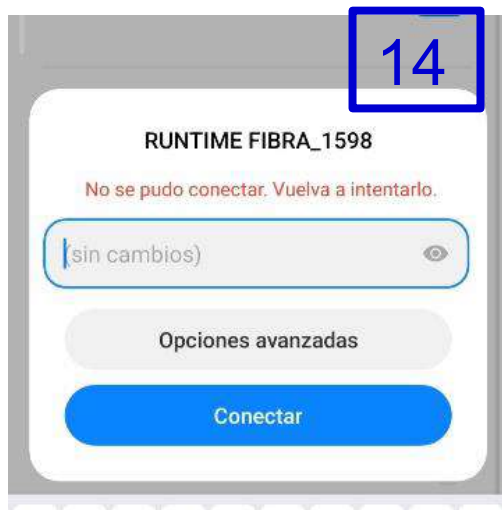 14
RUNTIME FIBRA_1598
No se pudo conectar. Vuelva a intentarlo.
(sin cambios)
Opciones avanzadas
Conectar